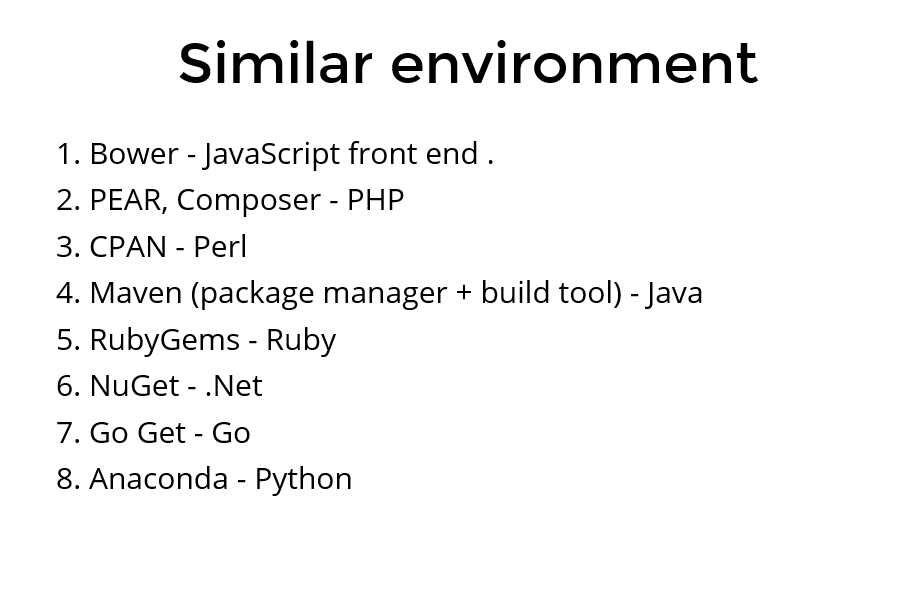 Similar environment
1. Bower - JavaScript front end .
2. PEAR, Composer - PHP
3. CPAN - Perl
4. Maven (package manager + build tool) - Java
5. RubyGems - Ruby
6. NuGet - .Net
7. Go Get - Go
8. Anaconda - Python